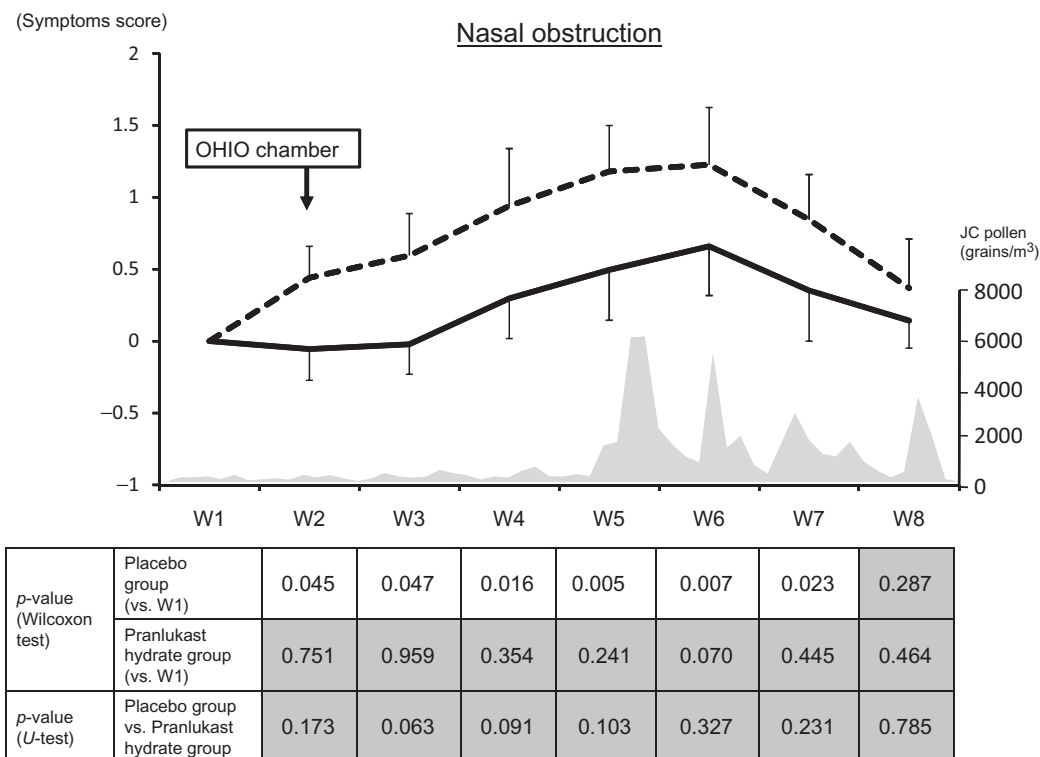 (Symptoms score)
Nasal obstruction
2
1.5
1
0.5
0
−0.5
−1
OHIO chamber
JC pollen
(grains/m³)
8000
6000
4000
2000
0
W1 W2 W3 W4 W5 W6 W7 W8
p-value
(Wilcoxon
test)
Placebo
group
(vs. W1)
0.045 0.047 0.016 0.005 0.007 0.023 0.287
Pranlukast
hydrate group
(vs. W1)
0.751 0.959 0.354 0.241 0.070 0.445 0.464
p-value
(U-test)
Placebo group
vs. Pranlukast
hydrate group
0.173 0.063 0.091 0.103 0.327 0.231 0.785